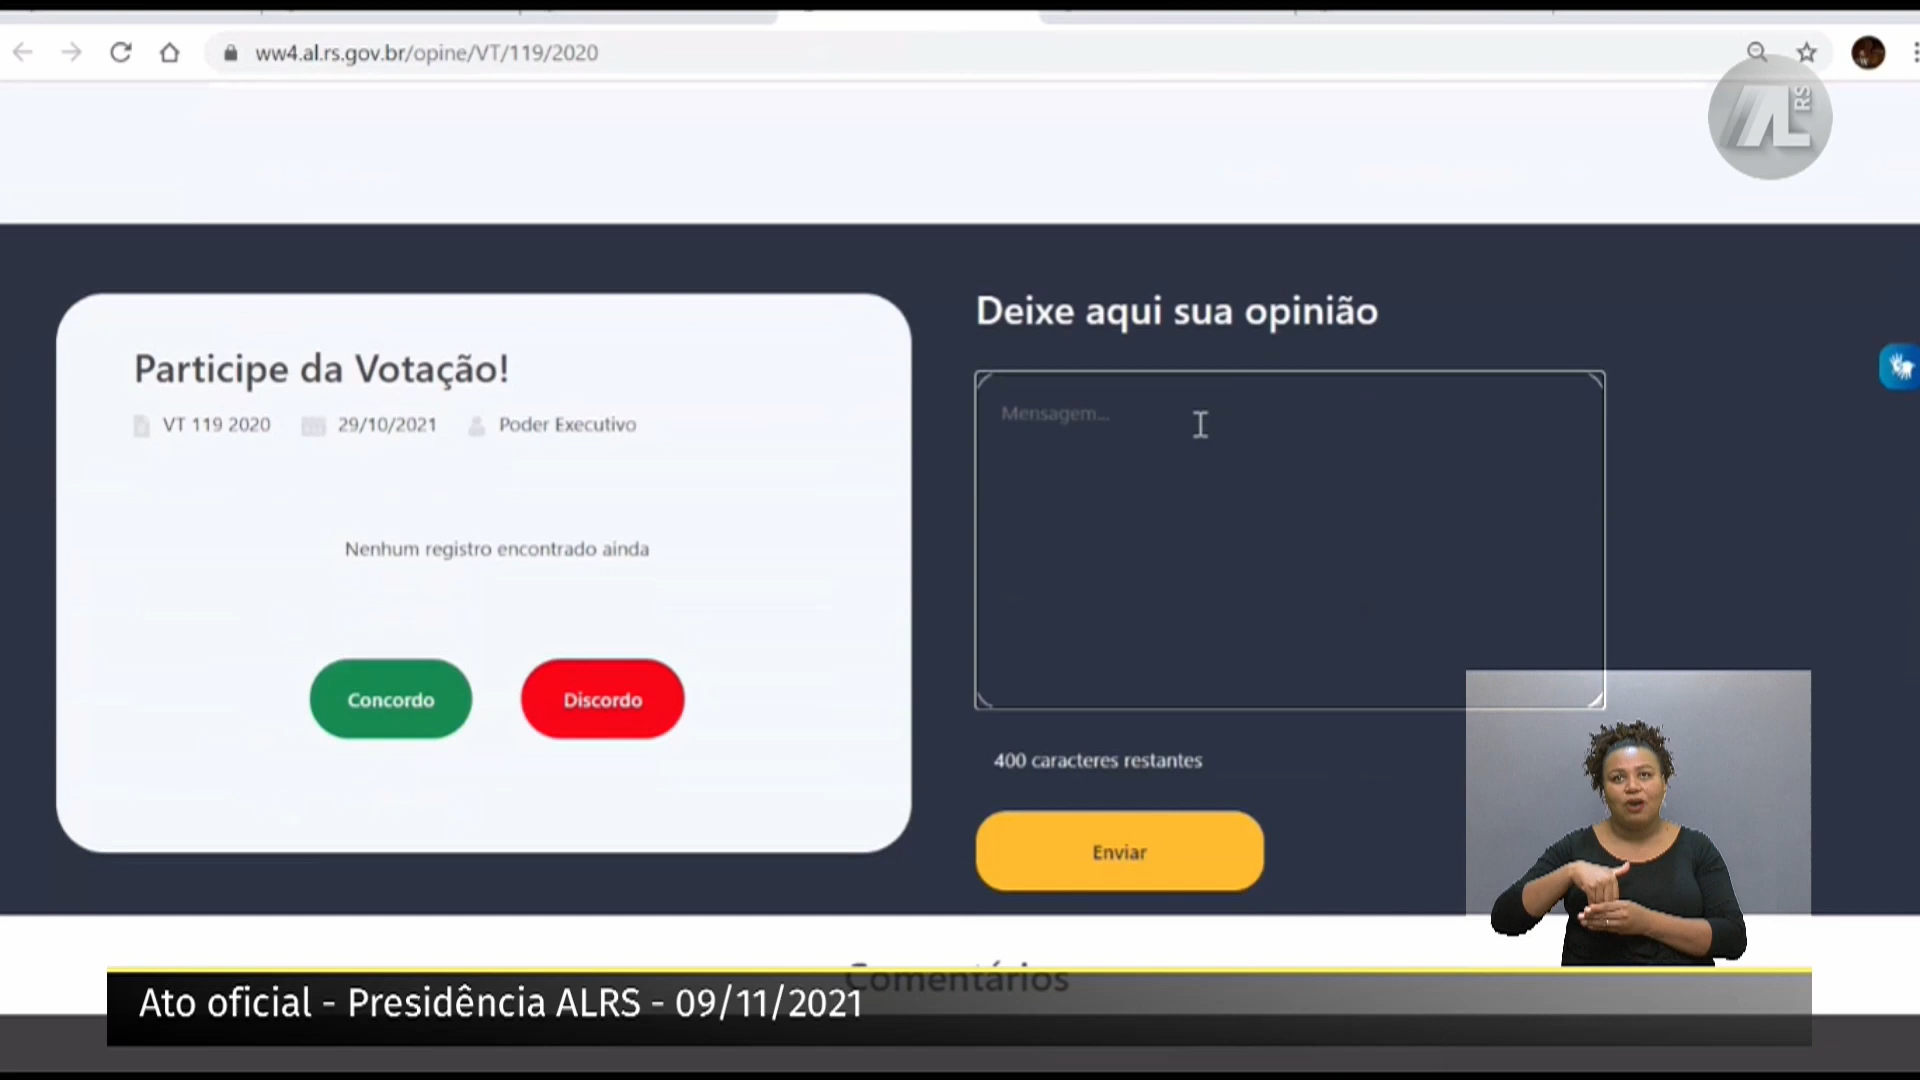 ww4.al.rs.gov.br/opine/VT/119/2020
AL RS
Participe da Votação!
VT 119 2020 29/10/2021 Poder Executivo
Nenhum registro encontrado ainda
Concordo Discordo
Deixe aqui sua opinião
Mensagem...
400 caracteres restantes
Enviar
Comentários
Ato oficial - Presidência ALRS - 09/11/2021